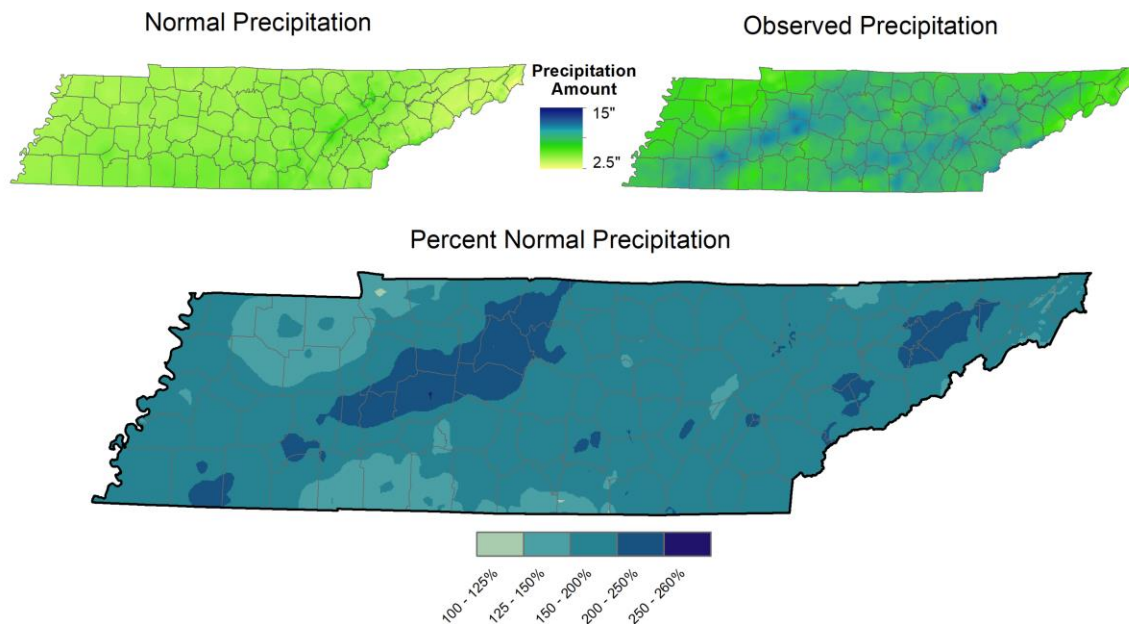 Normal Precipitation
Observed Precipitation
Precipitation
Amount
15"
2.5"
Percent Normal Precipitation
100 - 125%
125 - 150%
150 - 200%
200 - 250%
250 - 260%